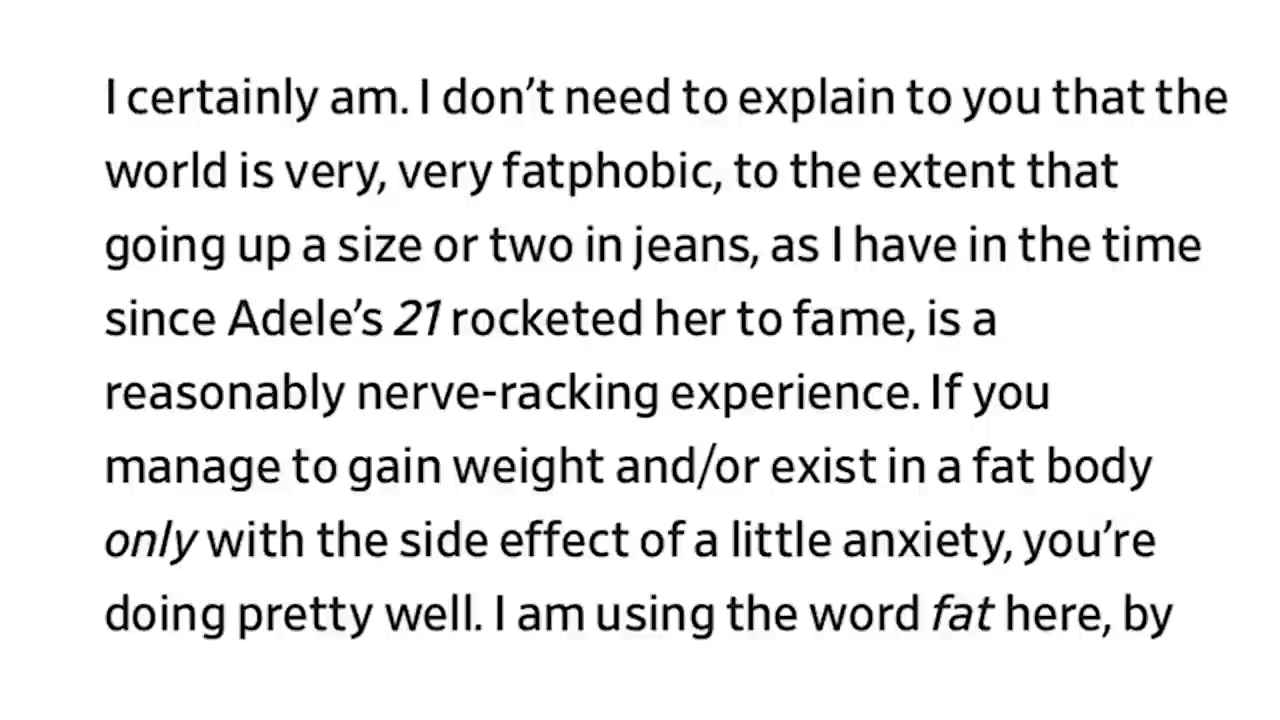 I certainly am. I don’t need to explain to you that the
world is very, very fatphobic, to the extent that
going up a size or two in jeans, as I have in the time
since Adele’s 21 rocketed her to fame, is a
reasonably nerve-racking experience. If you
manage to gain weight and/or exist in a fat body
only with the side effect of a little anxiety, you’re
doing pretty well. I am using the word fat here, by